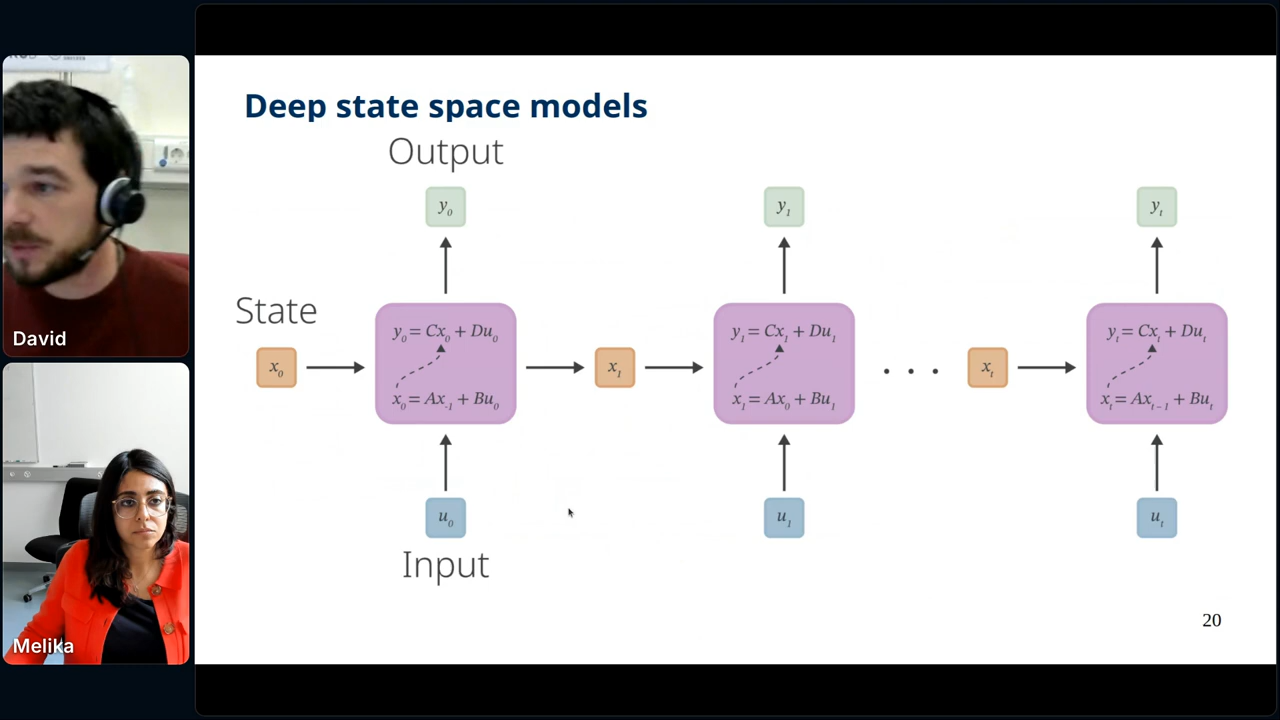 David
Melika
Deep state space models
Output
y₀
y₁
yₜ
State
y₀ = Cx₀ + Du₀
y₁ = Cx₁ + Du₁
yₜ = Cxₜ + Duₜ
x₀
x₁
. . .
xₜ
x₀ = Ax₋₁ + Bu₀
x₁ = Ax₀ + Bu₁
xₜ = Axₜ₋₁ + Buₜ
u₀
u₁
uₜ
Input
20